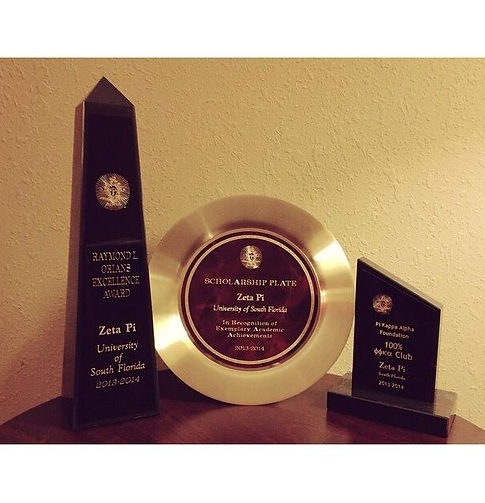 RAYMOND L.
ORIANS
EXCELLENCE
AWARD
Zeta Pi
University
of
South Florida
2013-2014
SCHOLARSHIP PLATE
Zeta Pi
University of South Florida
In Recognition of
Exemplary Academic
Achievements
2013-2014
Pi Kappa Alpha
Foundation
100%
ϕϕκα Club
Zeta Pi
South Florida
2013-2014